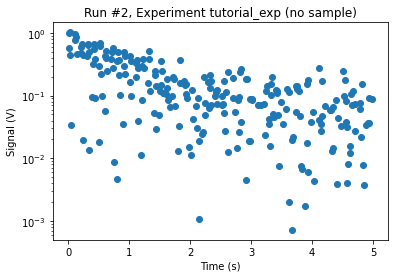 Run #2, Experiment tutorial_exp (no sample)
10⁰
10⁻¹
10⁻²
10⁻³
Signal (V)
0 1 2 3 4 5
Time (s)